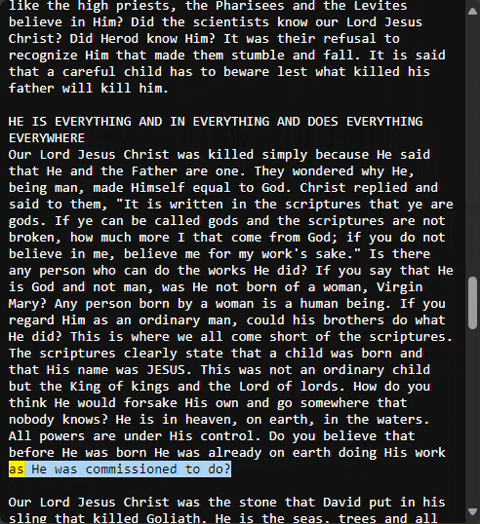 like the high priests, the Pharisees and the Levites
believe in Him? Did the scientists know our Lord Jesus
Christ? Did Herod know Him? It was their refusal to
recognize Him that made them stumble and fall. It is said
that a careful child has to beware lest what killed his
father will kill him.

HE IS EVERYTHING AND IN EVERYTHING AND DOES EVERYTHING
EVERYWHERE
Our Lord Jesus Christ was killed simply because He said
that He and the Father are one. They wondered why He,
being man, made Himself equal to God. Christ replied and
said to them, "It is written in the scriptures that ye are
gods. If ye can be called gods and the scriptures are not
broken, how much more I that come from God; if you do not
believe in me, believe me for my work's sake." Is there
any person who can do the works He did? If you say that He
is God and not man, was He not born of a woman, Virgin
Mary? Any person born by a woman is a human being. If you
regard Him as an ordinary man, could his brothers do what
He did? This is where we all come short of the scriptures.
The scriptures clearly state that a child was born and
that His name was JESUS. This was not an ordinary child
but the King of kings and the Lord of lords. How do you
think He would forsake His own and go somewhere that
nobody knows? He is in heaven, on earth, in the waters.
All powers are under His control. Do you believe that
before He was born He was already on earth doing His work
as He was commissioned to do?

Our Lord Jesus Christ was the stone that David put in his
sling that killed Goliath. He is the seas, trees and all